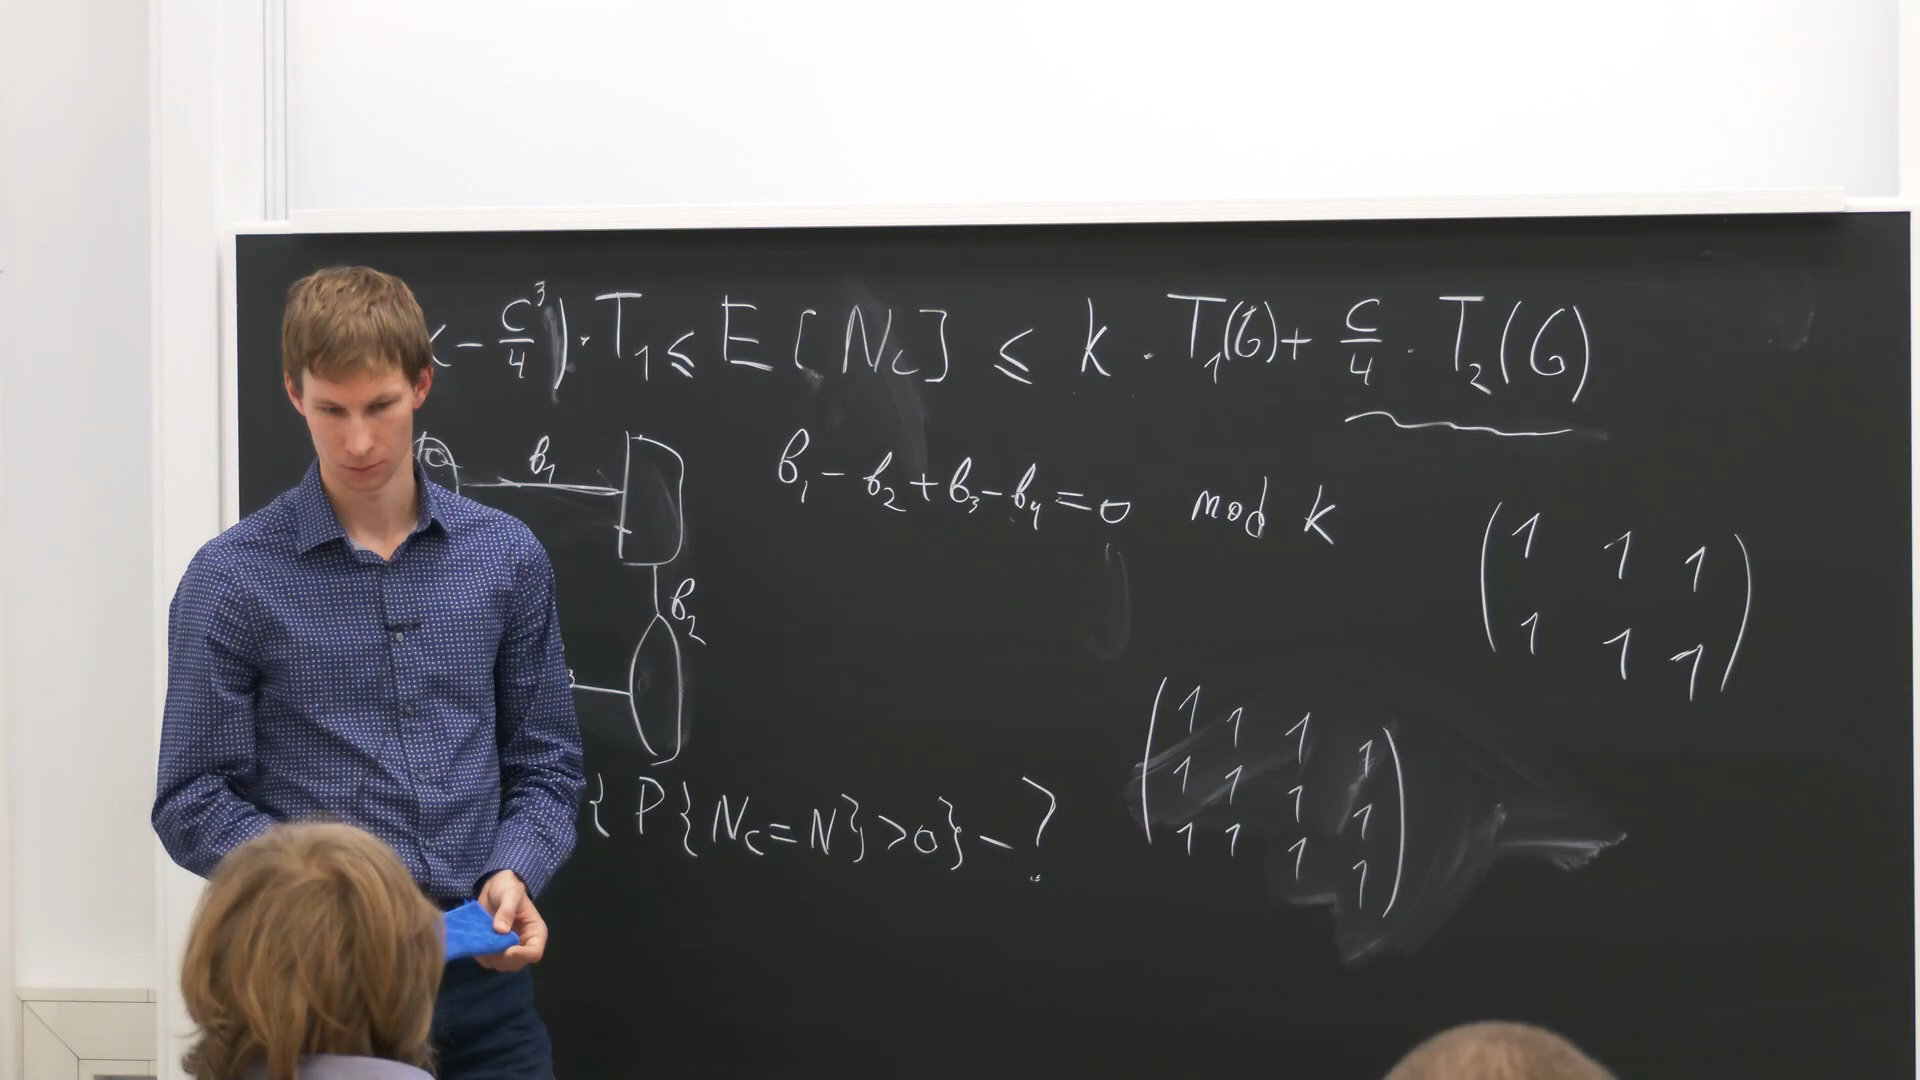 - C³/4) · T₁ ≤ E [N_c] ≤ k · T₁(G) + C/4 · T₂(G)
b₁
b₁ - b₂ + b₃ - b₄ = 0 mod k
b₂
3
(1 1 1
1 1 1)
(1 1 1 1
1 1 1 1
1 1 1 1)
{ P{N_c = N} > 0} - ?